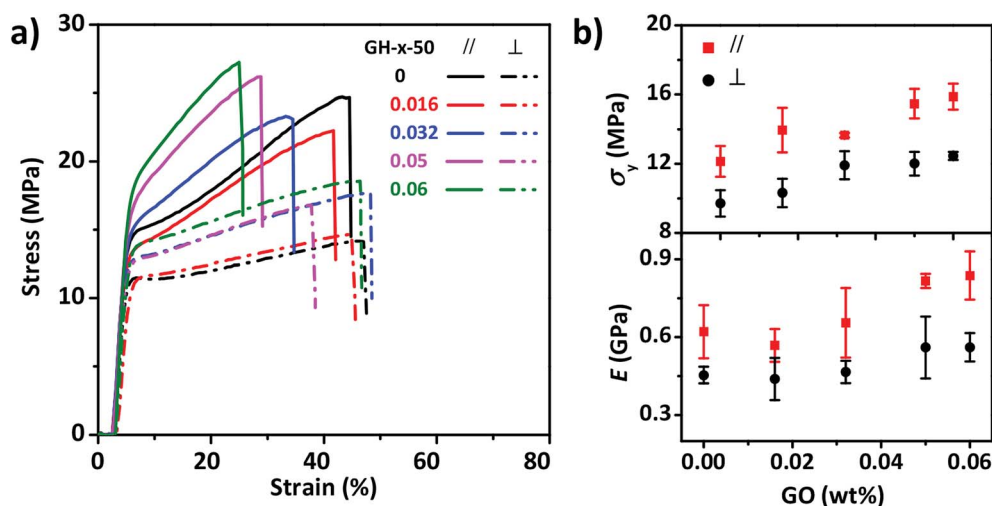 a)
GH-x-50 // ⊥
0
0.016
0.032
0.05
0.06
Stress (MPa)
30
20
10
0
0 20 40 60 80
Strain (%)
b)
// 
⊥
σy (MPa)
20
16
12
8
E (GPa)
0.9
0.6
0.3
0.00 0.02 0.04 0.06
GO (wt%)